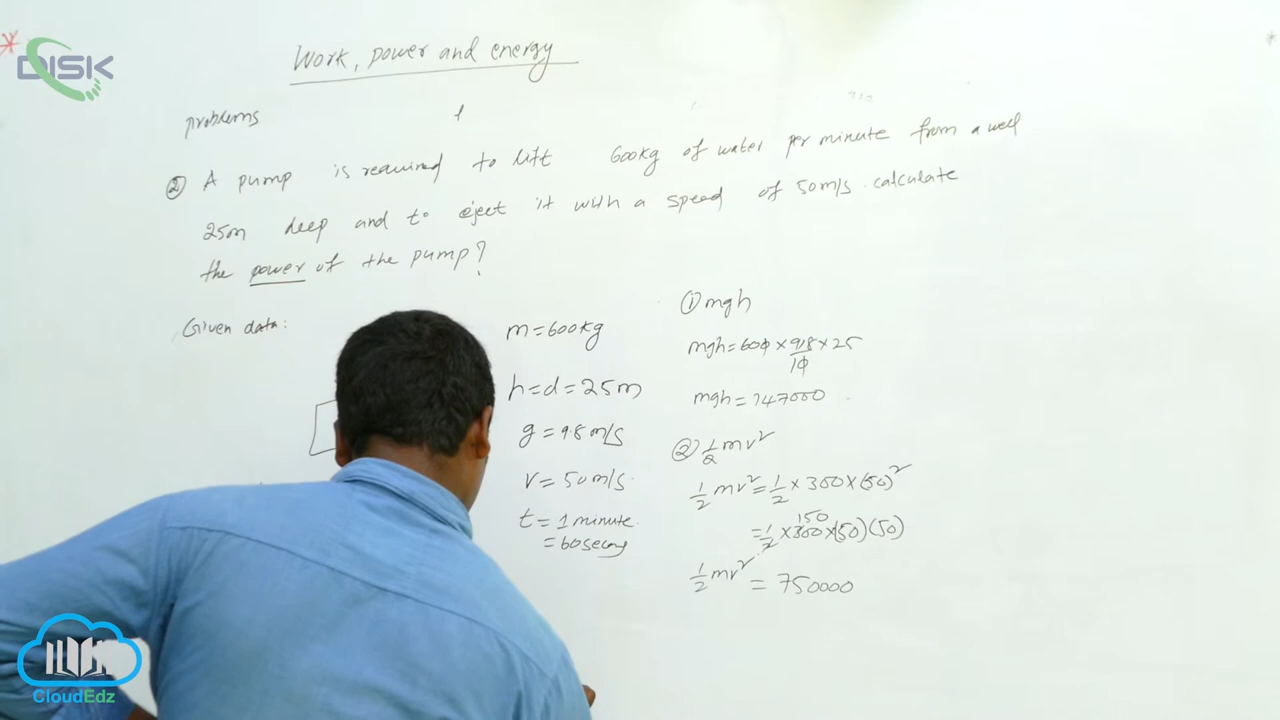 DISK
Work, power and energy
problems
② A pump is required to lift 600kg of water per minute from a well
25m deep and to eject it with a speed of 50m/s. calculate
the power of the pump?
Given data:
m = 600kg
h = d = 25m
g = 9.8 m/s
v = 50m/s.
t = 1 minute.
= 60 
① mgh
mgh = 600 × 98/10 × 25
mgh = 147000
② 1/2 mv²
1/2 mv² = 1/2 × 300 × (50)²
150
= 1/2 × 300 × (50) (50)
1/2 mv² = 750000
CloudEdz